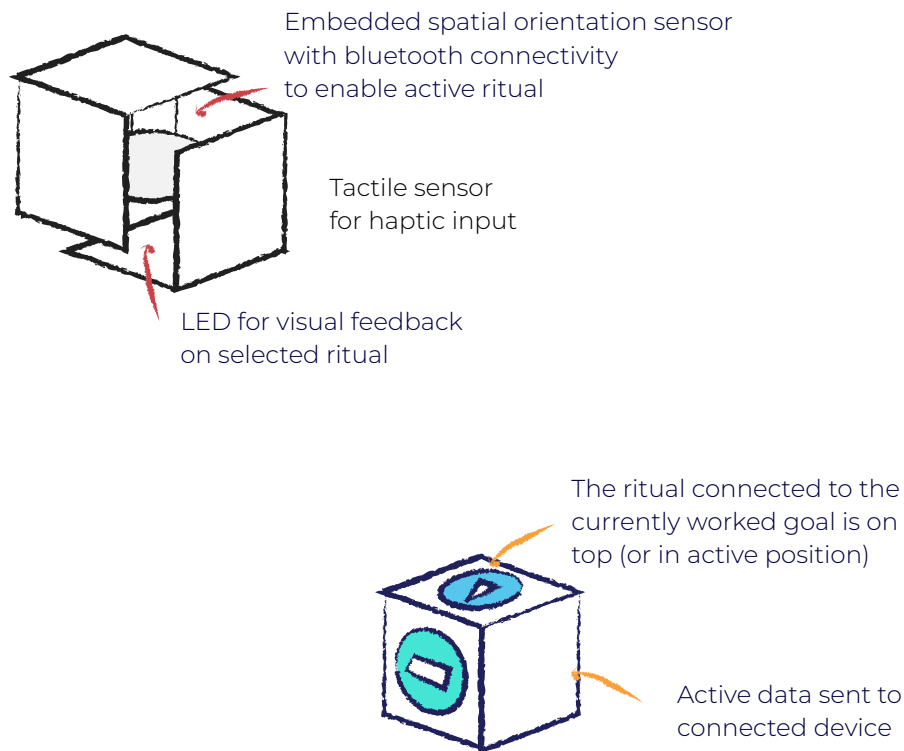 Embedded spatial orientation sensor
with bluetooth connectivity
to enable active ritual
Tactile sensor
for haptic input
LED for visual feedback
on selected ritual
The ritual connected to the
currently worked goal is on
top (or in active position)
Active data sent to
connected device